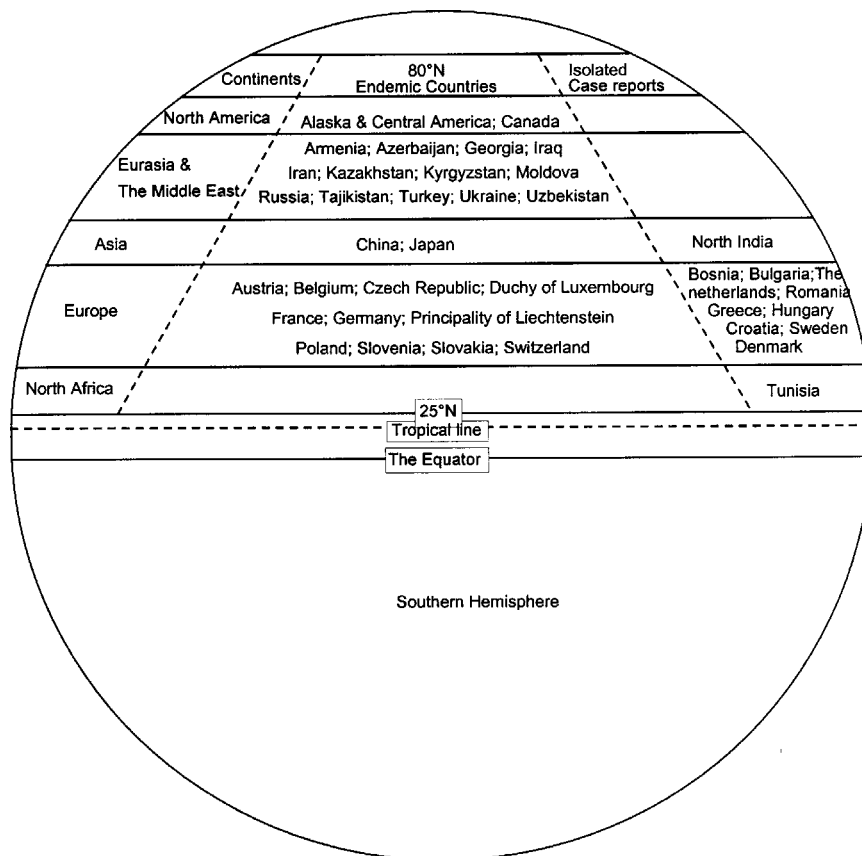 Continents
80°N
Endemic Countries
Isolated
Case reports
North America
Alaska & Central America; Canada
Eurasia &
The Middle East
Armenia; Azerbaijan; Georgia; Iraq
Iran; Kazakhstan; Kyrgyzstan; Moldova
Russia; Tajikistan; Turkey; Ukraine; Uzbekistan
Asia
China; Japan
North India
Europe
Austria; Belgium; Czech Republic; Duchy of Luxembourg
France; Germany; Principality of Liechtenstein
Poland; Slovenia; Slovakia; Switzerland
Bosnia; Bulgaria;The
netherlands; Romania
Greece; Hungary
Croatia; Sweden
Denmark
North Africa
Tunisia
25°N
Tropical line
The Equator
Southern Hemisphere